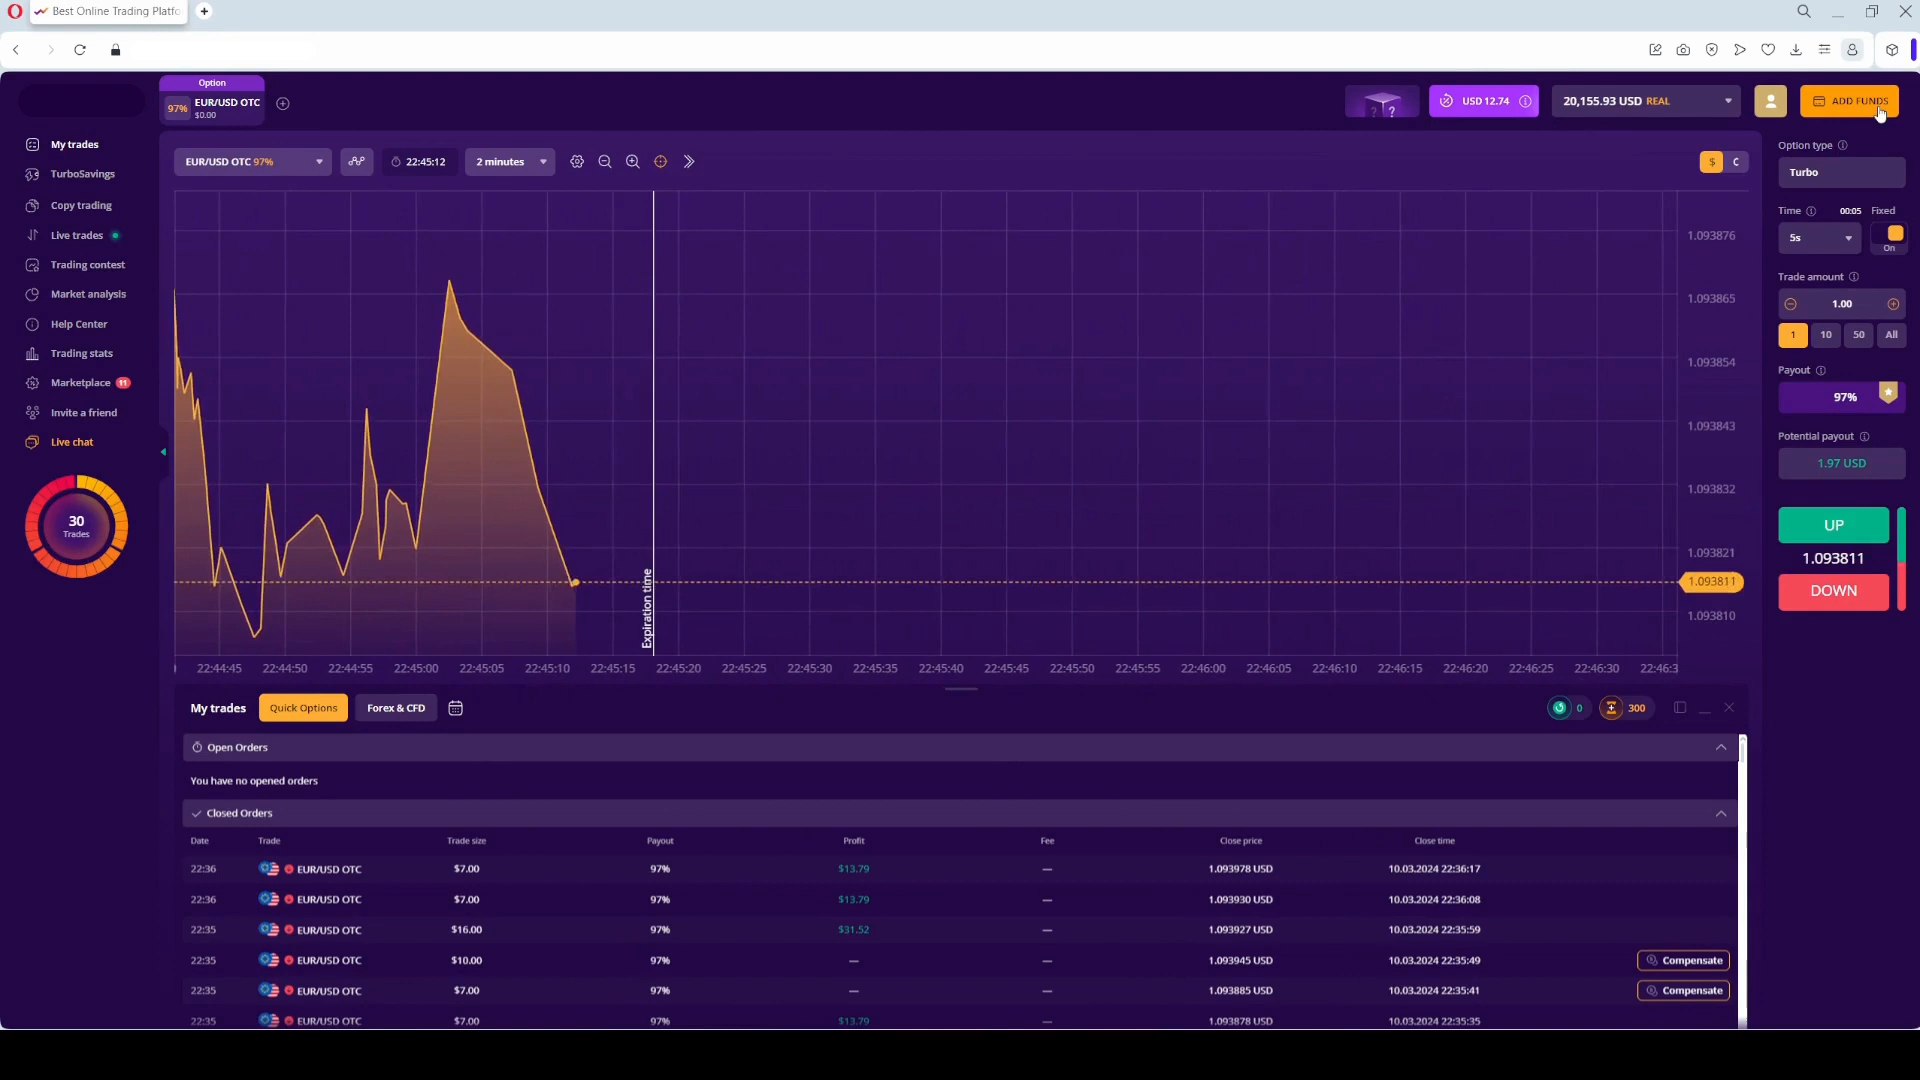 Best Online Trading Platfo
Option
97% EUR/USD OTC
$0.00
USD 12.74
20,155.93 USD REAL
ADD FUNDS
My trades
TurboSavings
Copy trading
Live trades
Trading contest
Market analysis
Help Center
Trading stats
Marketplace 11
Invite a friend
Live chat
30
Trades
EUR/USD OTC 97%
22:45:12
2 minutes
$ C
1.093876
1.093865
1.093854
1.093843
1.093832
1.093821
1.093811
1.093810
Expiration time
22:44:45 22:44:50 22:44:55 22:45:00 22:45:05 22:45:10 22:45:15 22:45:20 22:45:25 22:45:30 22:45:35 22:45:40 22:45:45 22:45:50 22:45:55 22:46:00 22:46:05 22:46:10 22:46:15 22:46:20 22:46:25 22:46:30 22:46:3
Option type
Turbo
Time 00:05 Fixed
5s
On
Trade amount
1.00
1 10 50 All
Payout
97%
Potential payout
1.97 USD
UP
1.093811
DOWN
My trades Quick Options Forex & CFD
0 300
Open Orders
You have no opened orders
Closed Orders
Date Trade Trade size Payout Profit Fee Close price Close time
22:36 EUR/USD OTC $7.00 97% $13.79 — 1.093978 USD 10.03.2024 22:36:17
22:36 EUR/USD OTC $7.00 97% $13.79 — 1.093930 USD 10.03.2024 22:36:08
22:35 EUR/USD OTC $16.00 97% $31.52 — 1.093927 USD 10.03.2024 22:35:59
22:35 EUR/USD OTC $10.00 97% — — 1.093945 USD 10.03.2024 22:35:49 Compensate
22:35 EUR/USD OTC $7.00 97% — — 1.093885 USD 10.03.2024 22:35:41 Compensate
22:35 EUR/USD OTC $7.00 97% $13.79 — 1.093878 USD 10.03.2024 22:35:35